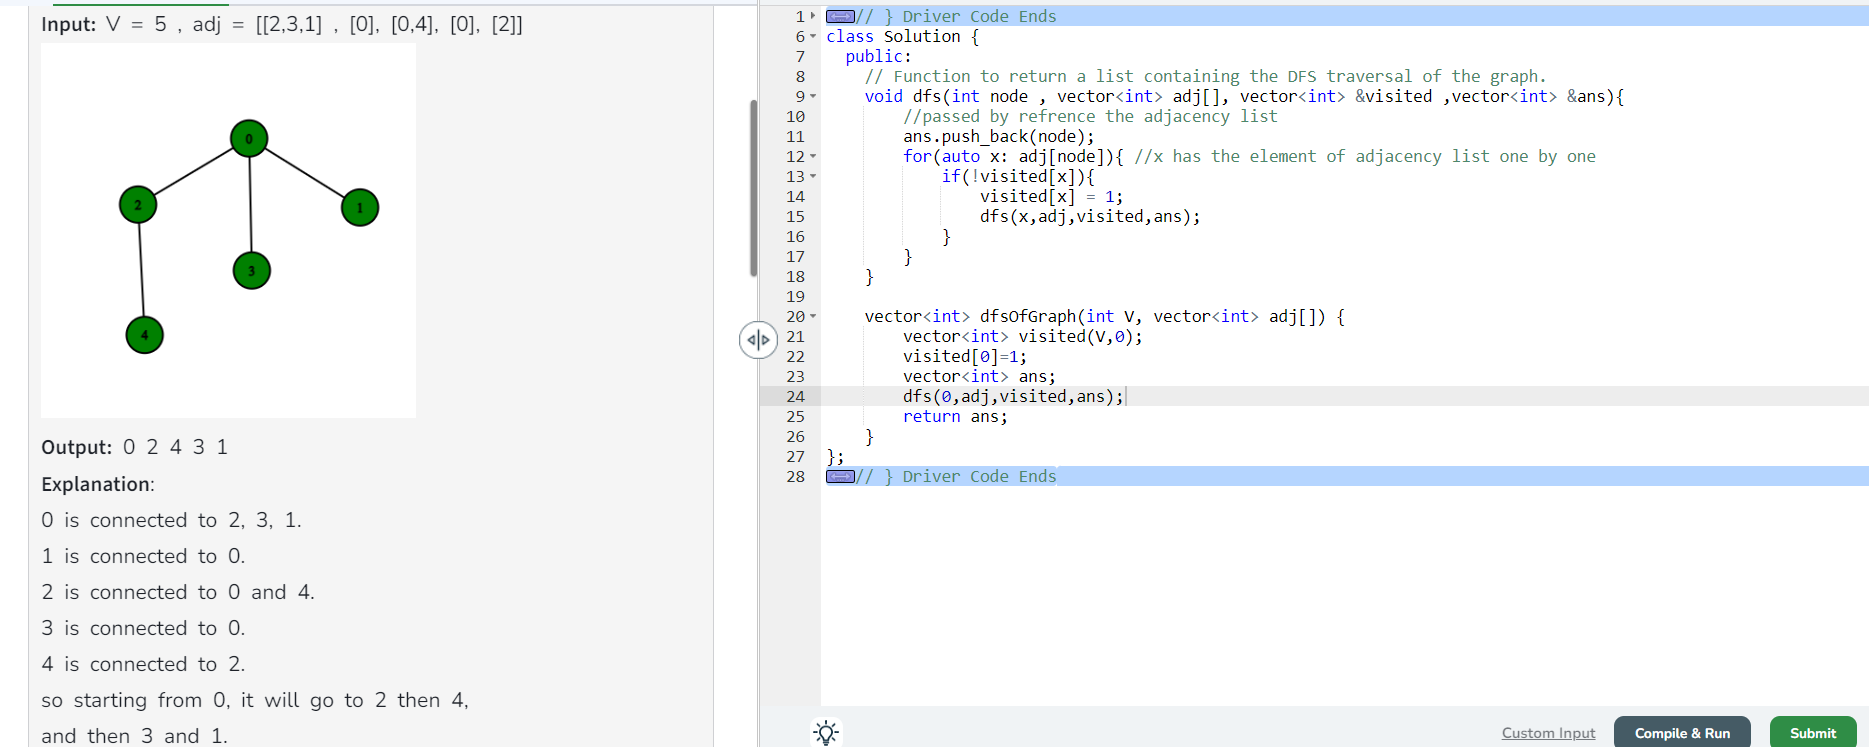 Input: V = 5 , adj = [[2,3,1] , [0], [0,4], [0], [2]]
0
2
1
3
4
Output: 0 2 4 3 1
Explanation:
0 is connected to 2, 3, 1.
1 is connected to 0.
2 is connected to 0 and 4.
3 is connected to 0.
4 is connected to 2.
so starting from 0, it will go to 2 then 4,
and then 3 and 1.
1 // } Driver Code Ends
6 class Solution {
7 public:
8 // Function to return a list containing the DFS traversal of the graph.
9 void dfs(int node , vector<int> adj[], vector<int> &visited ,vector<int> &ans){
10 //passed by refrence the adjacency list
11 ans.push_back(node);
12 for(auto x: adj[node]){ //x has the element of adjacency list one by one
13 if(!visited[x]){
14 visited[x] = 1;
15 dfs(x,adj,visited,ans);
16 }
17 }
18 }
19
20 vector<int> dfsOfGraph(int V, vector<int> adj[]) {
21 vector<int> visited(V,0);
22 visited[0]=1;
23 vector<int> ans;
24 dfs(0,adj,visited,ans);
25 return ans;
26 }
27 };
28 // } Driver Code Ends
Custom Input Compile & Run Submit